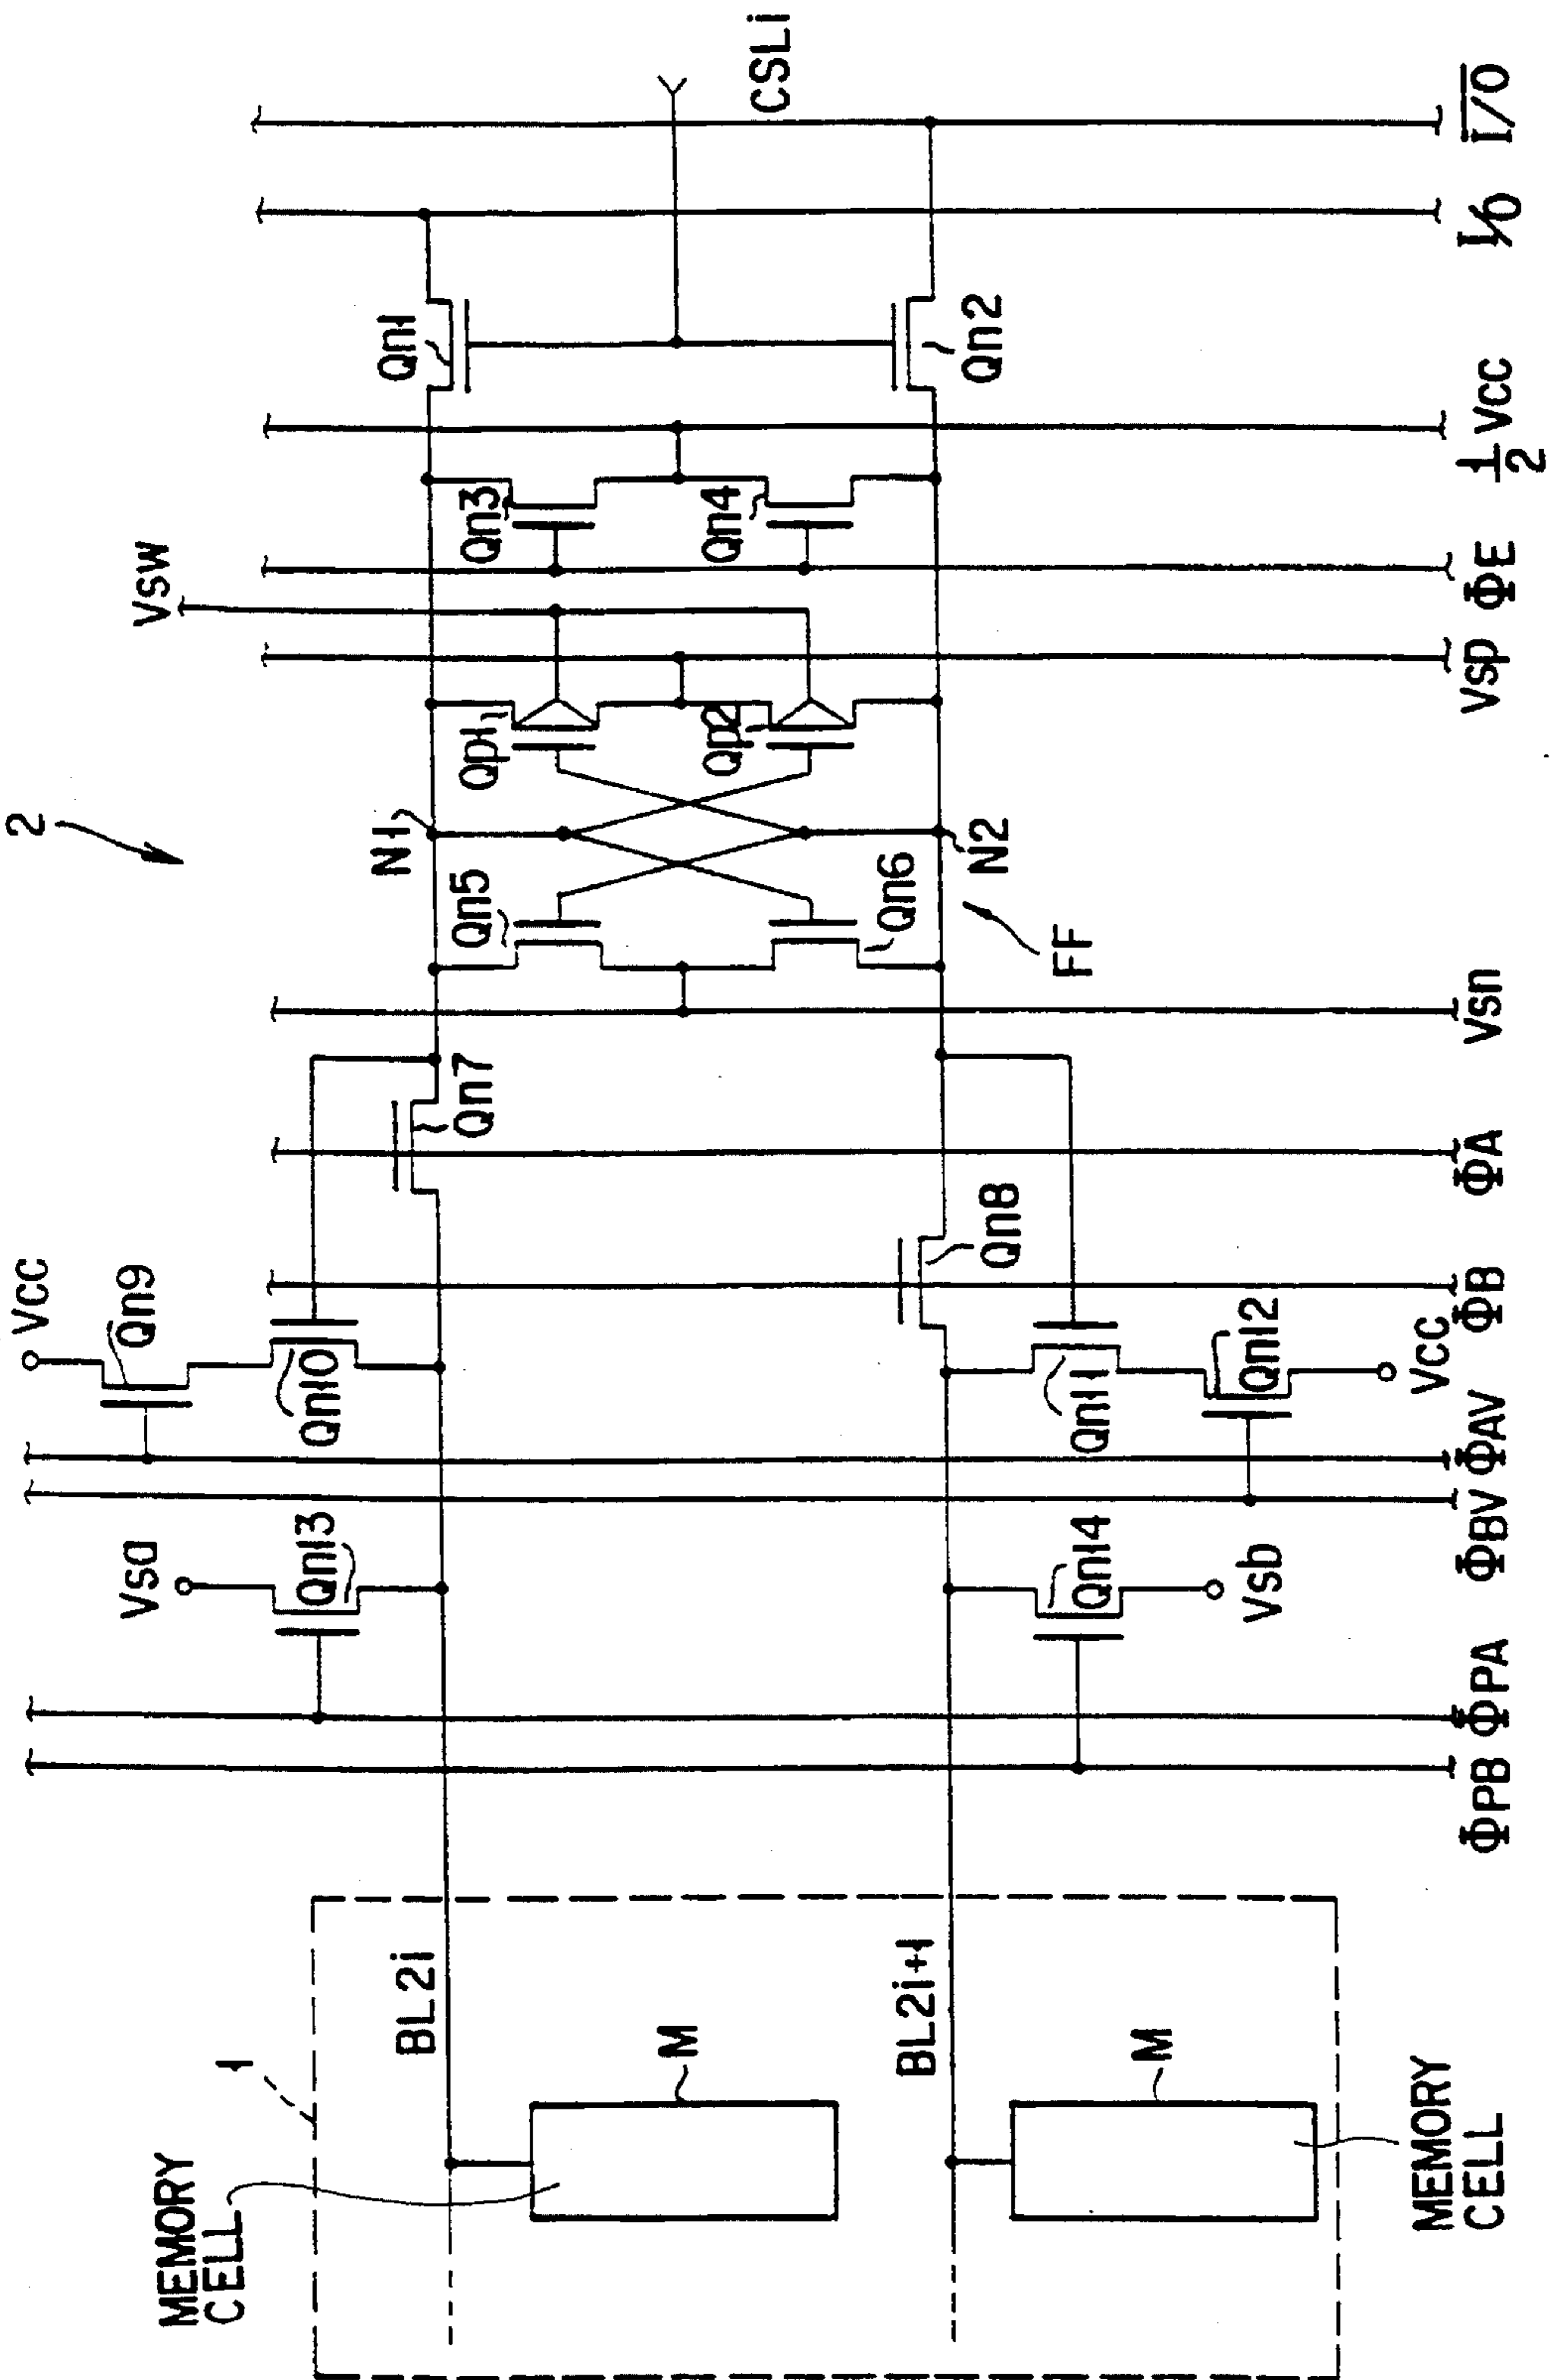 2
Vcc
Qn9
Qn10
Vsa
Qn13
MEMORY
CELL
1
BL2i
M
Qn7
N1
Qn5
Qp1
Vsw
Qn3
Qn1
CSLi
Qp2
Qn4
Qn6
N2
Qn2
FF
BL2i+1
M
MEMORY
CELL
Qn8
Qn11
Qn12
Vcc
Qn14
Vsb
ΦPB
ΦPA
ΦBV
ΦAV
ΦB
ΦA
Vsn
Vsp
ΦE
1/2 Vcc
I/O
I̅/̅O̅